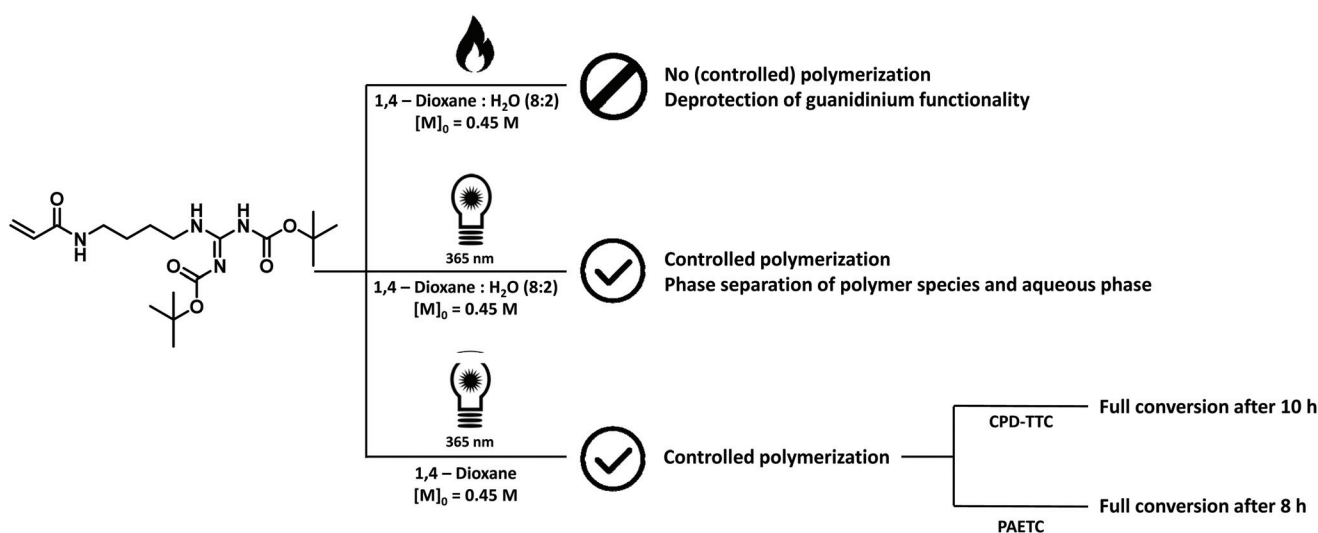 1,4 – Dioxane : H₂O (8:2)
[M]₀ = 0.45 M
No (controlled) polymerization
Deprotection of guanidinium functionality
O
N
H
H
N
N
H
N
O
O
O
O
N
365 nm
1,4 – Dioxane : H₂O (8:2)
[M]₀ = 0.45 M
Controlled polymerization
Phase separation of polymer species and aqueous phase
365 nm
1,4 – Dioxane
[M]₀ = 0.45 M
Controlled polymerization
CPD-TTC
Full conversion after 10 h
PAETC
Full conversion after 8 h